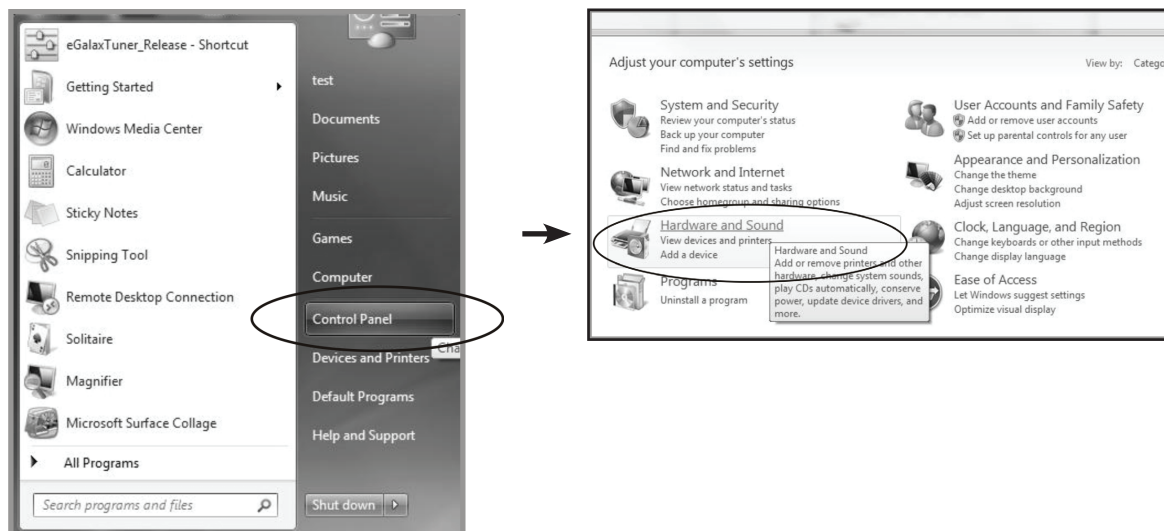 eGalaxTuner_Release - Shortcut
Getting Started
Windows Media Center
Calculator
Sticky Notes
Snipping Tool
Remote Desktop Connection
Solitaire
Magnifier
Microsoft Surface Collage
All Programs
Search programs and files
test
Documents
Pictures
Music
Games
Computer
Control Panel
Devices and Printers
Default Programs
Help and Support
Shut down
Adjust your computer's settings
View by:
System and Security
Review your computer's status
Back up your computer
Find and fix problems
Network and Internet
View network status and tasks
Choose homegroup and sharing options
Hardware and Sound
View devices and printers
Add a device
Hardware and Sound
Add or remove printers and other
hardware, change system sounds,
play CDs automatically, conserve
power, update device drivers, and
more.
Programs
Uninstall a program
User Accounts and Family Safety
Add or remove user accounts
Set up parental controls for any user
Appearance and Personalization
Change the theme
Change desktop background
Adjust screen resolution
Clock, Language, and Region
Change keyboards or other input methods
Change display language
Ease of Access
Let Windows suggest settings
Optimize visual display